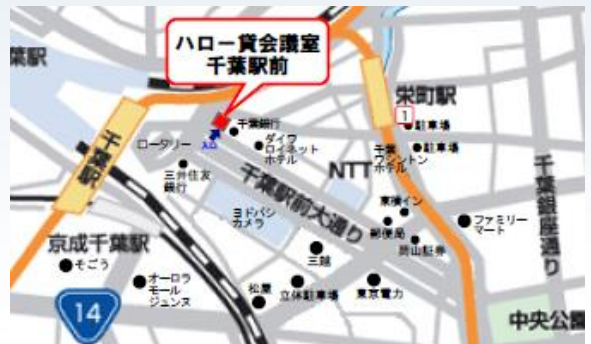 ハロー貸会議室
千葉駅前
葉駅
栄町駅
1
駐車場
駐車場
千葉銀行
ダイワ
ロイネット
ホテル
ロータリー
入口
千葉駅
三井住友
銀行
千葉
ワシントン
ホテル
NTT
千葉駅前大通り
千葉銀座通り
ヨドバシ
カメラ
東横イン
郵便局
岡山証券
ファミリー
マート
京成千葉駅
そごう
三越
オーロラ
モール
ジュンヌ
松屋
立体駐車場
東京電力
14
中央公園